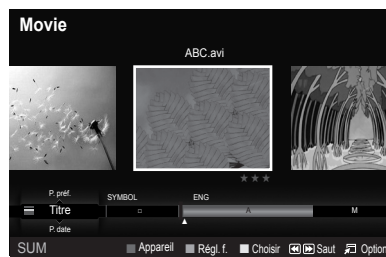 Movie
ABC.avi
P. préf.
SYMBOL ENG
Titre A M
P. date
SUM Appareil Régl. f. Choisir Saut Option